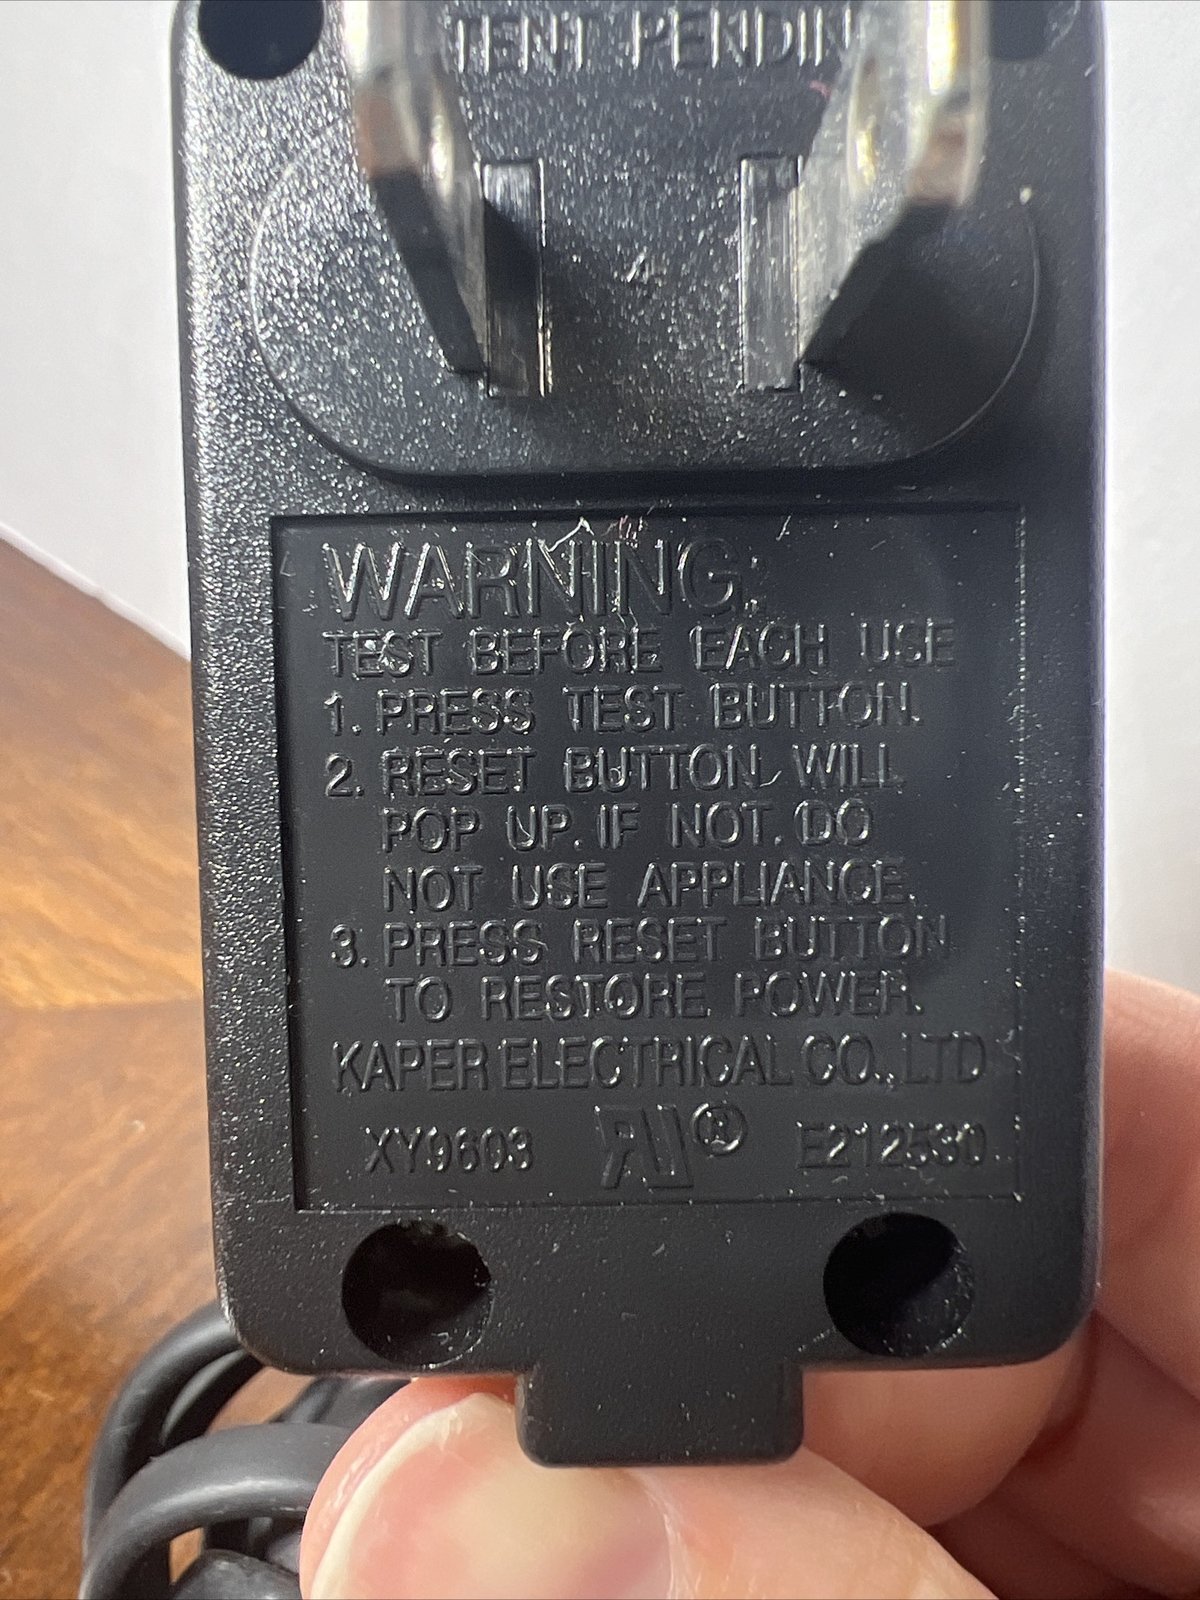 TENT PENDIN
WARNING:
TEST BEFORE EACH USE
1. PRESS TEST BUTTON.
2. RESET BUTTON WILL
POP UP. IF NOT. DO
NOT USE APPLIANCE.
3. PRESS RESET BUTTON
TO RESTORE POWER.
KAPER ELECTRICAL CO., LTD
XY9603 RU® E212530